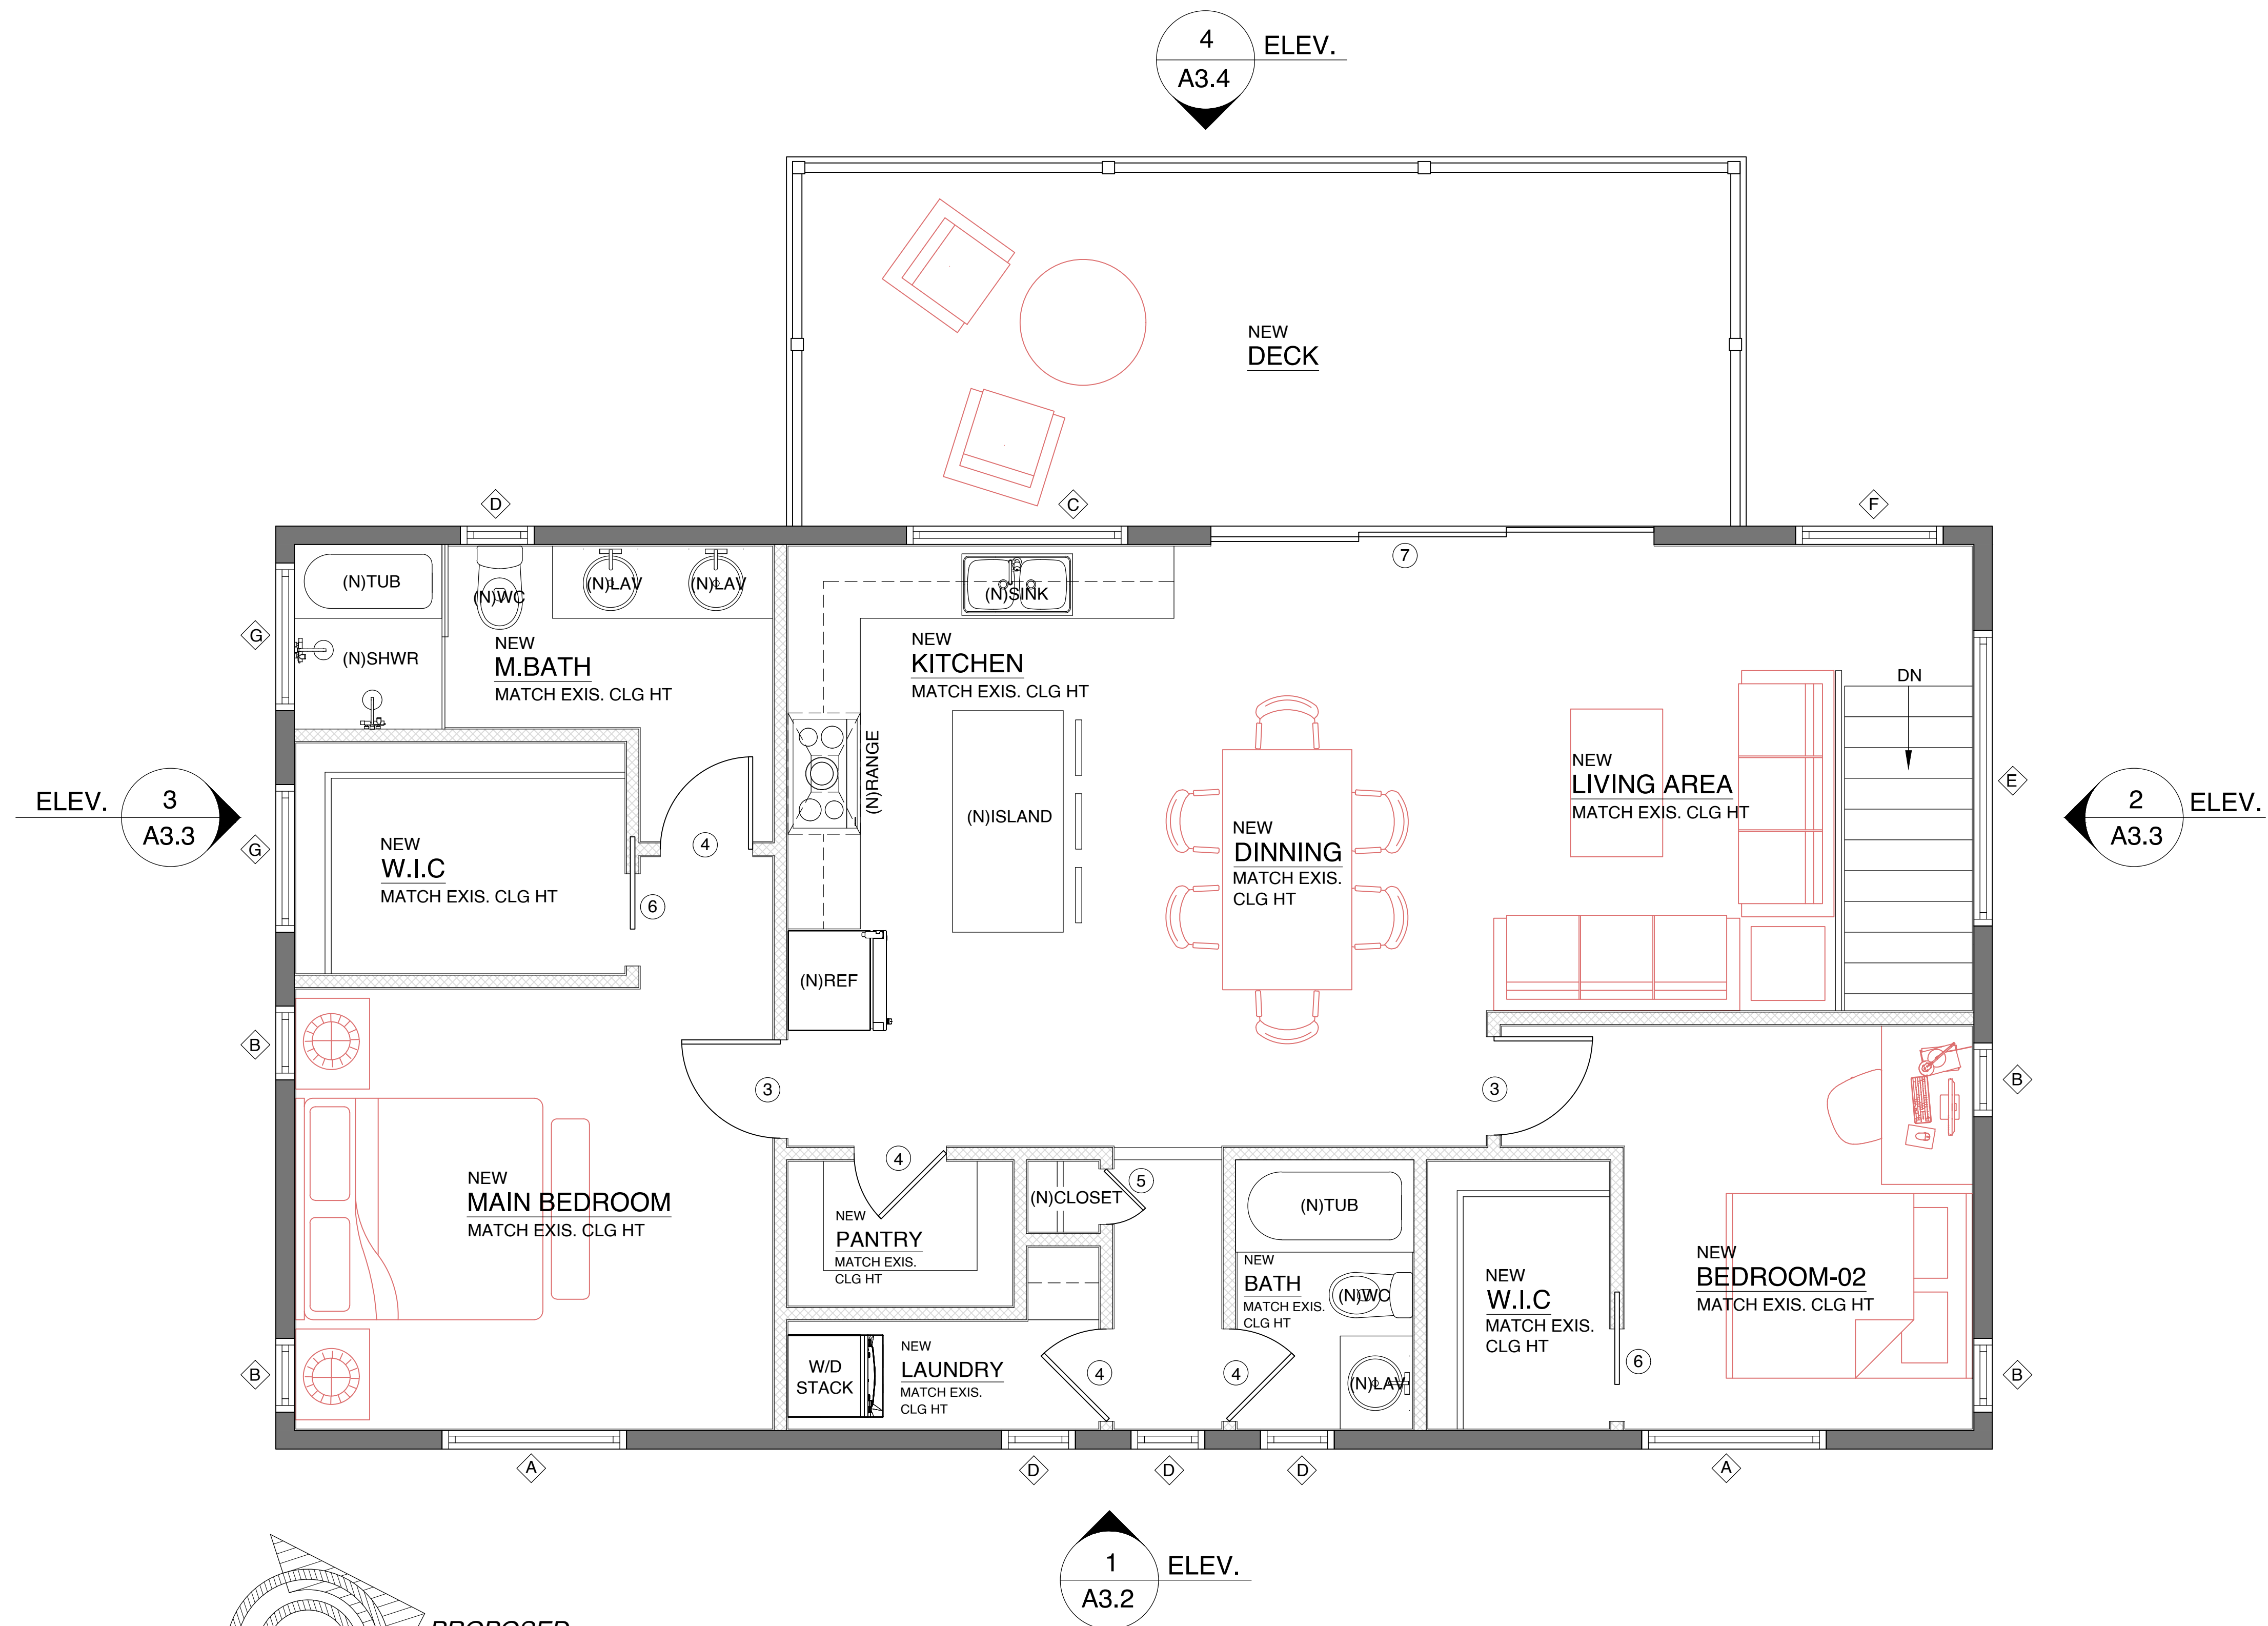 4
ELEV.
A3.4
NEW
DECK
D
C
F
7
(N)TUB
(N)WC
(N)LAV
(N)LAV
(N)SINK
G
(N)SHWR
NEW
M.BATH
MATCH EXIS. CLG HT
NEW
KITCHEN
MATCH EXIS. CLG HT
DN
(N)RANGE
NEW
LIVING AREA
MATCH EXIS. CLG HT
E
ELEV.
3
A3.3
2
ELEV.
A3.3
G
NEW
W.I.C
MATCH EXIS. CLG HT
4
6
(N)ISLAND
NEW
DINNING
MATCH EXIS.
CLG HT
(N)REF
B
3
3
B
NEW
MAIN BEDROOM
MATCH EXIS. CLG HT
4
NEW
PANTRY
MATCH EXIS.
CLG HT
(N)CLOSET
5
(N)TUB
NEW
BATH
MATCH EXIS.
CLG HT
(N)WC
NEW
W.I.C
MATCH EXIS.
CLG HT
NEW
BEDROOM-02
MATCH EXIS. CLG HT
B
W/D
STACK
NEW
LAUNDRY
MATCH EXIS.
CLG HT
4
4
(N)LAV
6
B
A
D
D
D
A
1
ELEV.
A3.2
PROPOSED